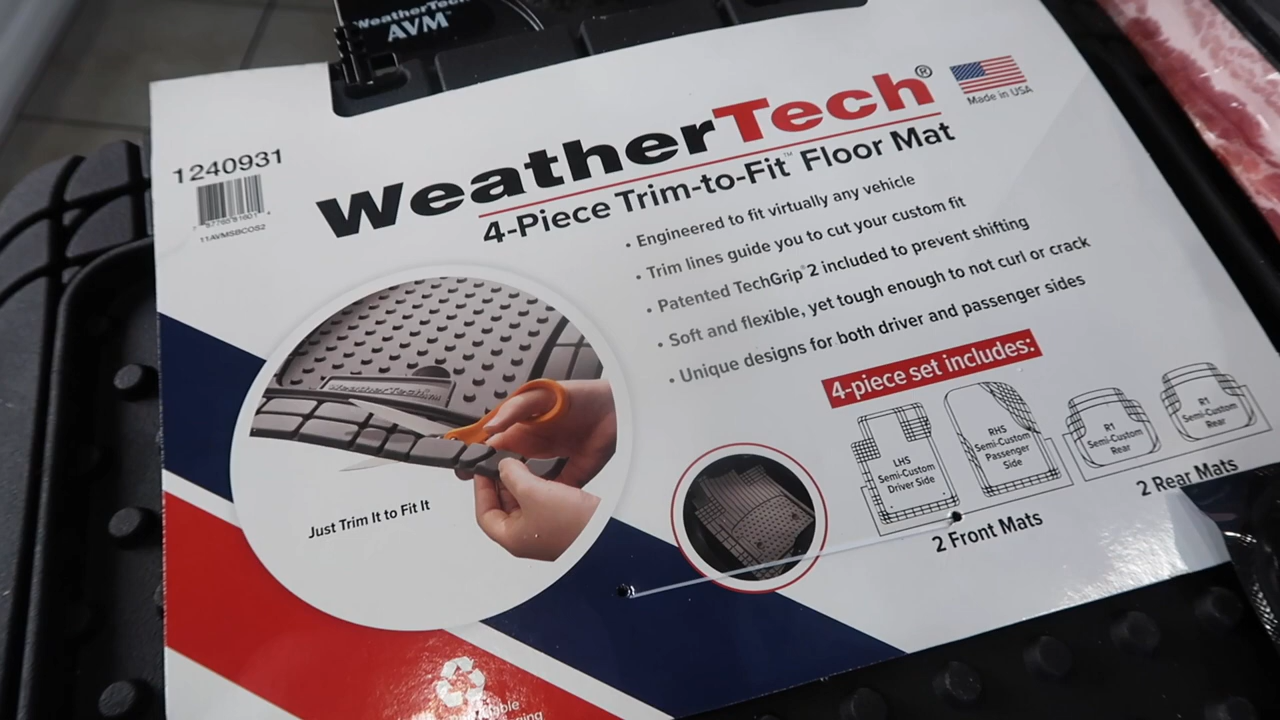 WeatherTech
AVM™
1240931
11AVMSBCOS2
WeatherTech®
Made in USA
4-Piece Trim-to-Fit™ Floor Mat
• Engineered to fit virtually any vehicle
• Trim lines guide you to cut your custom fit
• Patented TechGrip®2 included to prevent shifting
• Soft and flexible, yet tough enough to not curl or crack
• Unique designs for both driver and passenger sides
4-piece set includes:
WeatherTech
Just Trim It to Fit It
LHS
Semi-Custom
Driver Side
RHS
Semi-Custom
Passenger
Side
R1
Semi-Custom
Rear
R1
Semi-Custom
Rear
2 Front Mats
2 Rear Mats